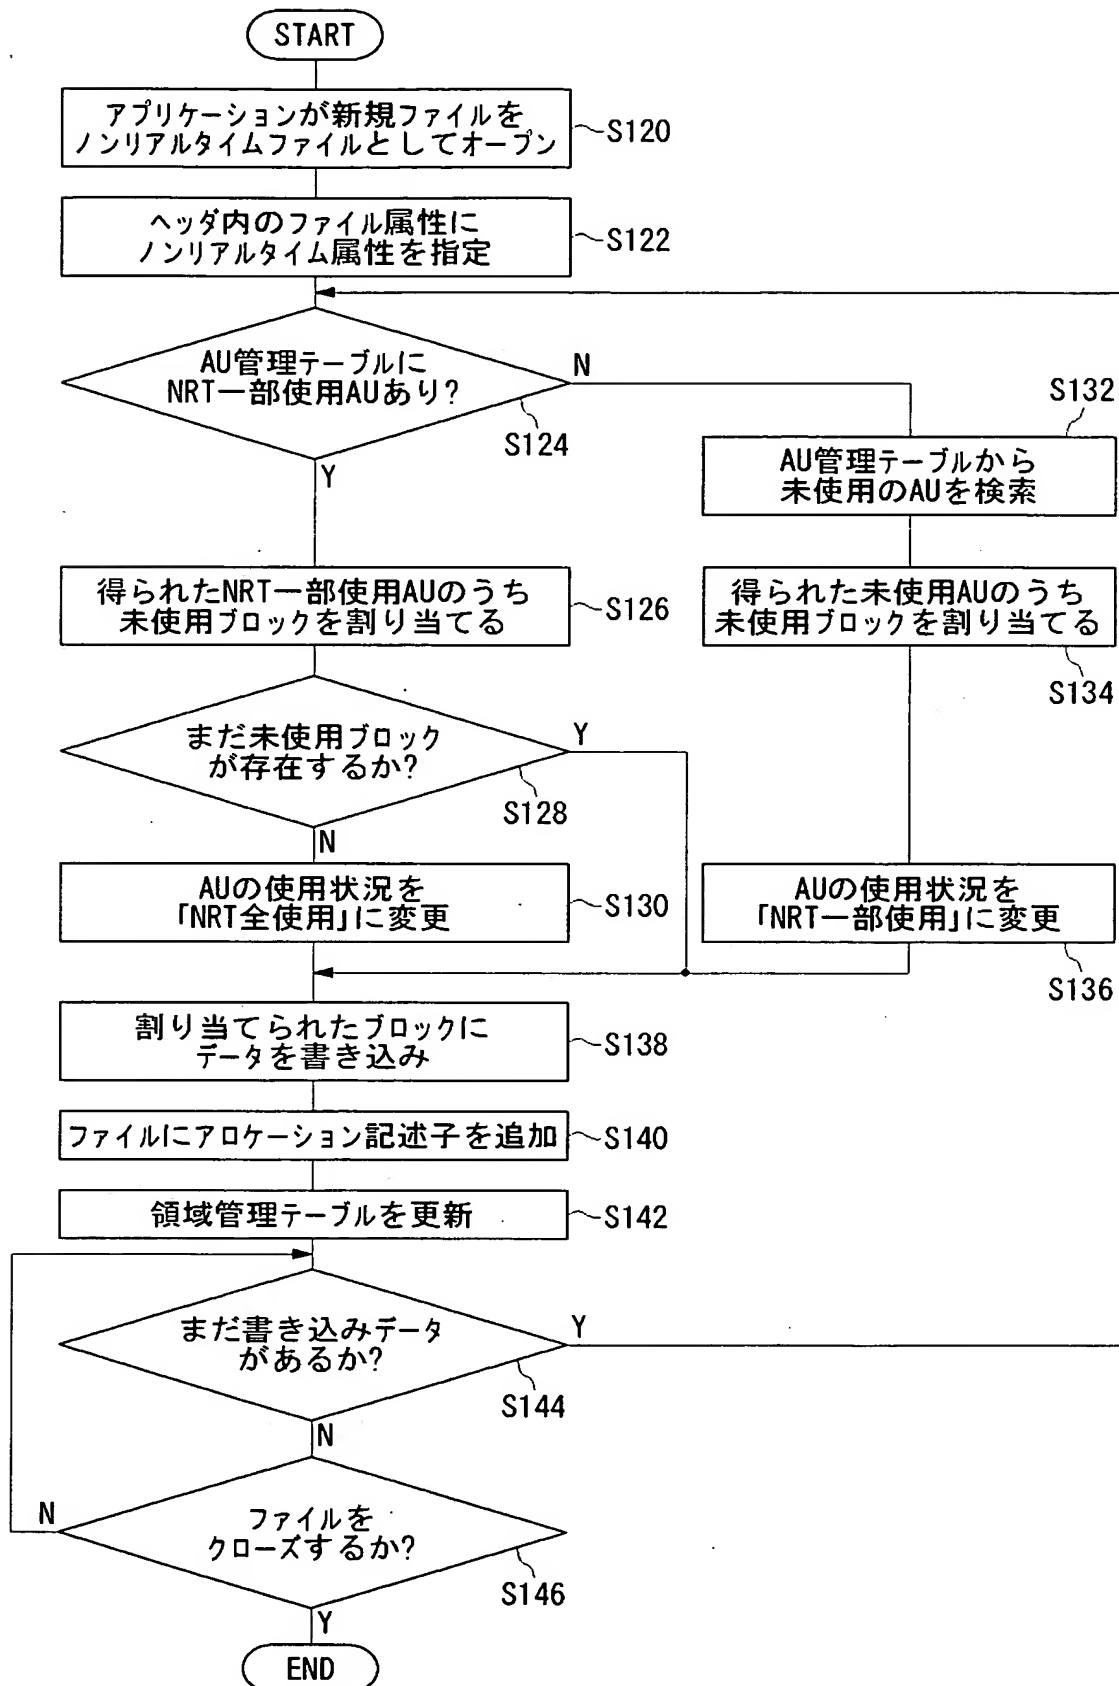 START
アプリケーションが新規ファイルを
ノンリアルタイムファイルとしてオープン
S120
ヘッダ内のファイル属性に
ノンリアルタイム属性を指定
S122
AU管理テーブルに
NRT一部使用AUあり?
N
S124
Y
S132
AU管理テーブルから
未使用のAUを検索
得られたNRT一部使用AUのうち
未使用ブロックを割り当てる
S126
得られた未使用AUのうち
未使用ブロックを割り当てる
S134
まだ未使用ブロック
が存在するか?
Y
S128
N
AUの使用状況を
「NRT全使用」に変更
S130
AUの使用状況を
「NRT一部使用」に変更
S136
割り当てられたブロックに
データを書き込み
S138
ファイルにアロケーション記述子を追加
S140
領域管理テーブルを更新
S142
まだ書き込みデータ
があるか?
Y
S144
N
ファイルを
クローズするか?
N
S146
Y
END